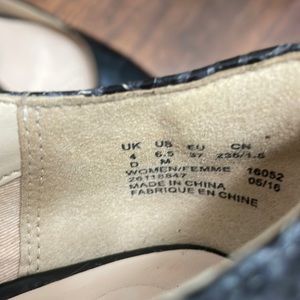 UK US EU CN
4 6.5 37 235/1.5
D M
WOMEN/FEMME 16052
26118847 05/16
MADE IN CHINA
FABRIQUE EN CHINE